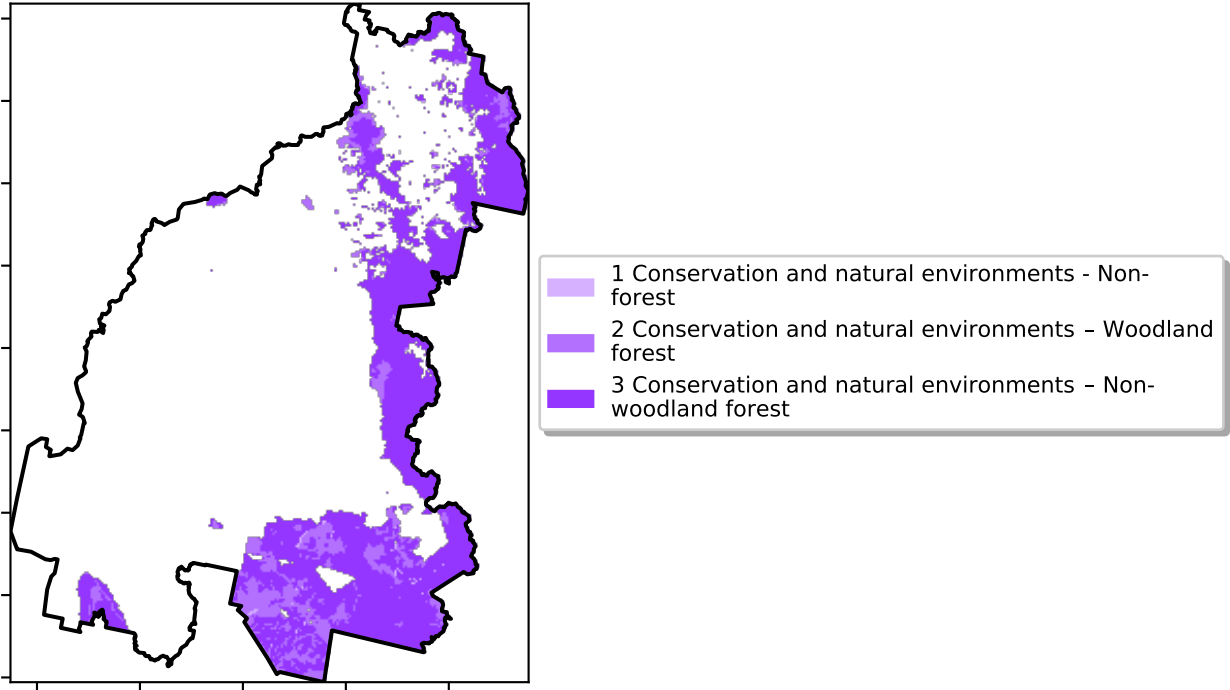 1 Conservation and natural environments - Non-
forest
2 Conservation and natural environments – Woodland
forest
3 Conservation and natural environments – Non-
woodland forest